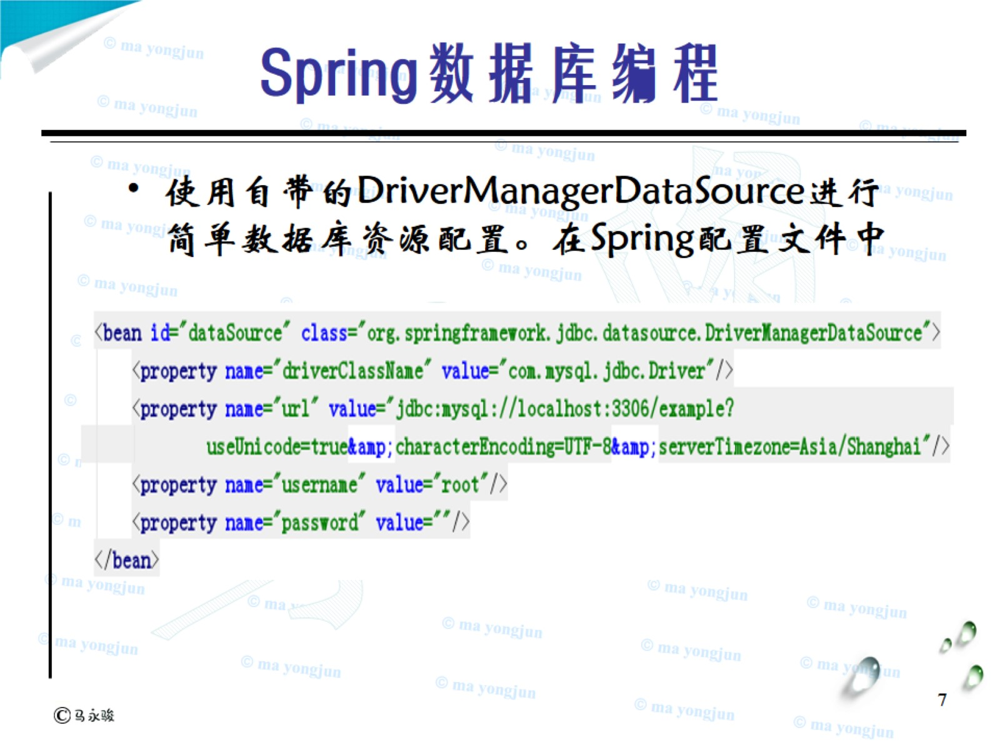 Spring数据库编程
• 使用自带的DriverManagerDataSource进行
简单数据库资源配置。在Spring配置文件中
<bean id="dataSource" class="org.springframework.jdbc.datasource.DriverManagerDataSource">
<property name="driverClassName" value="com.mysql.jdbc.Driver"/>
<property name="url" value="jdbc:mysql://localhost:3306/example?
useUnicode=true&amp;characterEncoding=UTF-8&amp;serverTimezone=Asia/Shanghai"/>
<property name="username" value="root"/>
<property name="password" value=""/>
</bean>
© ma yongjun
©马永骏
7